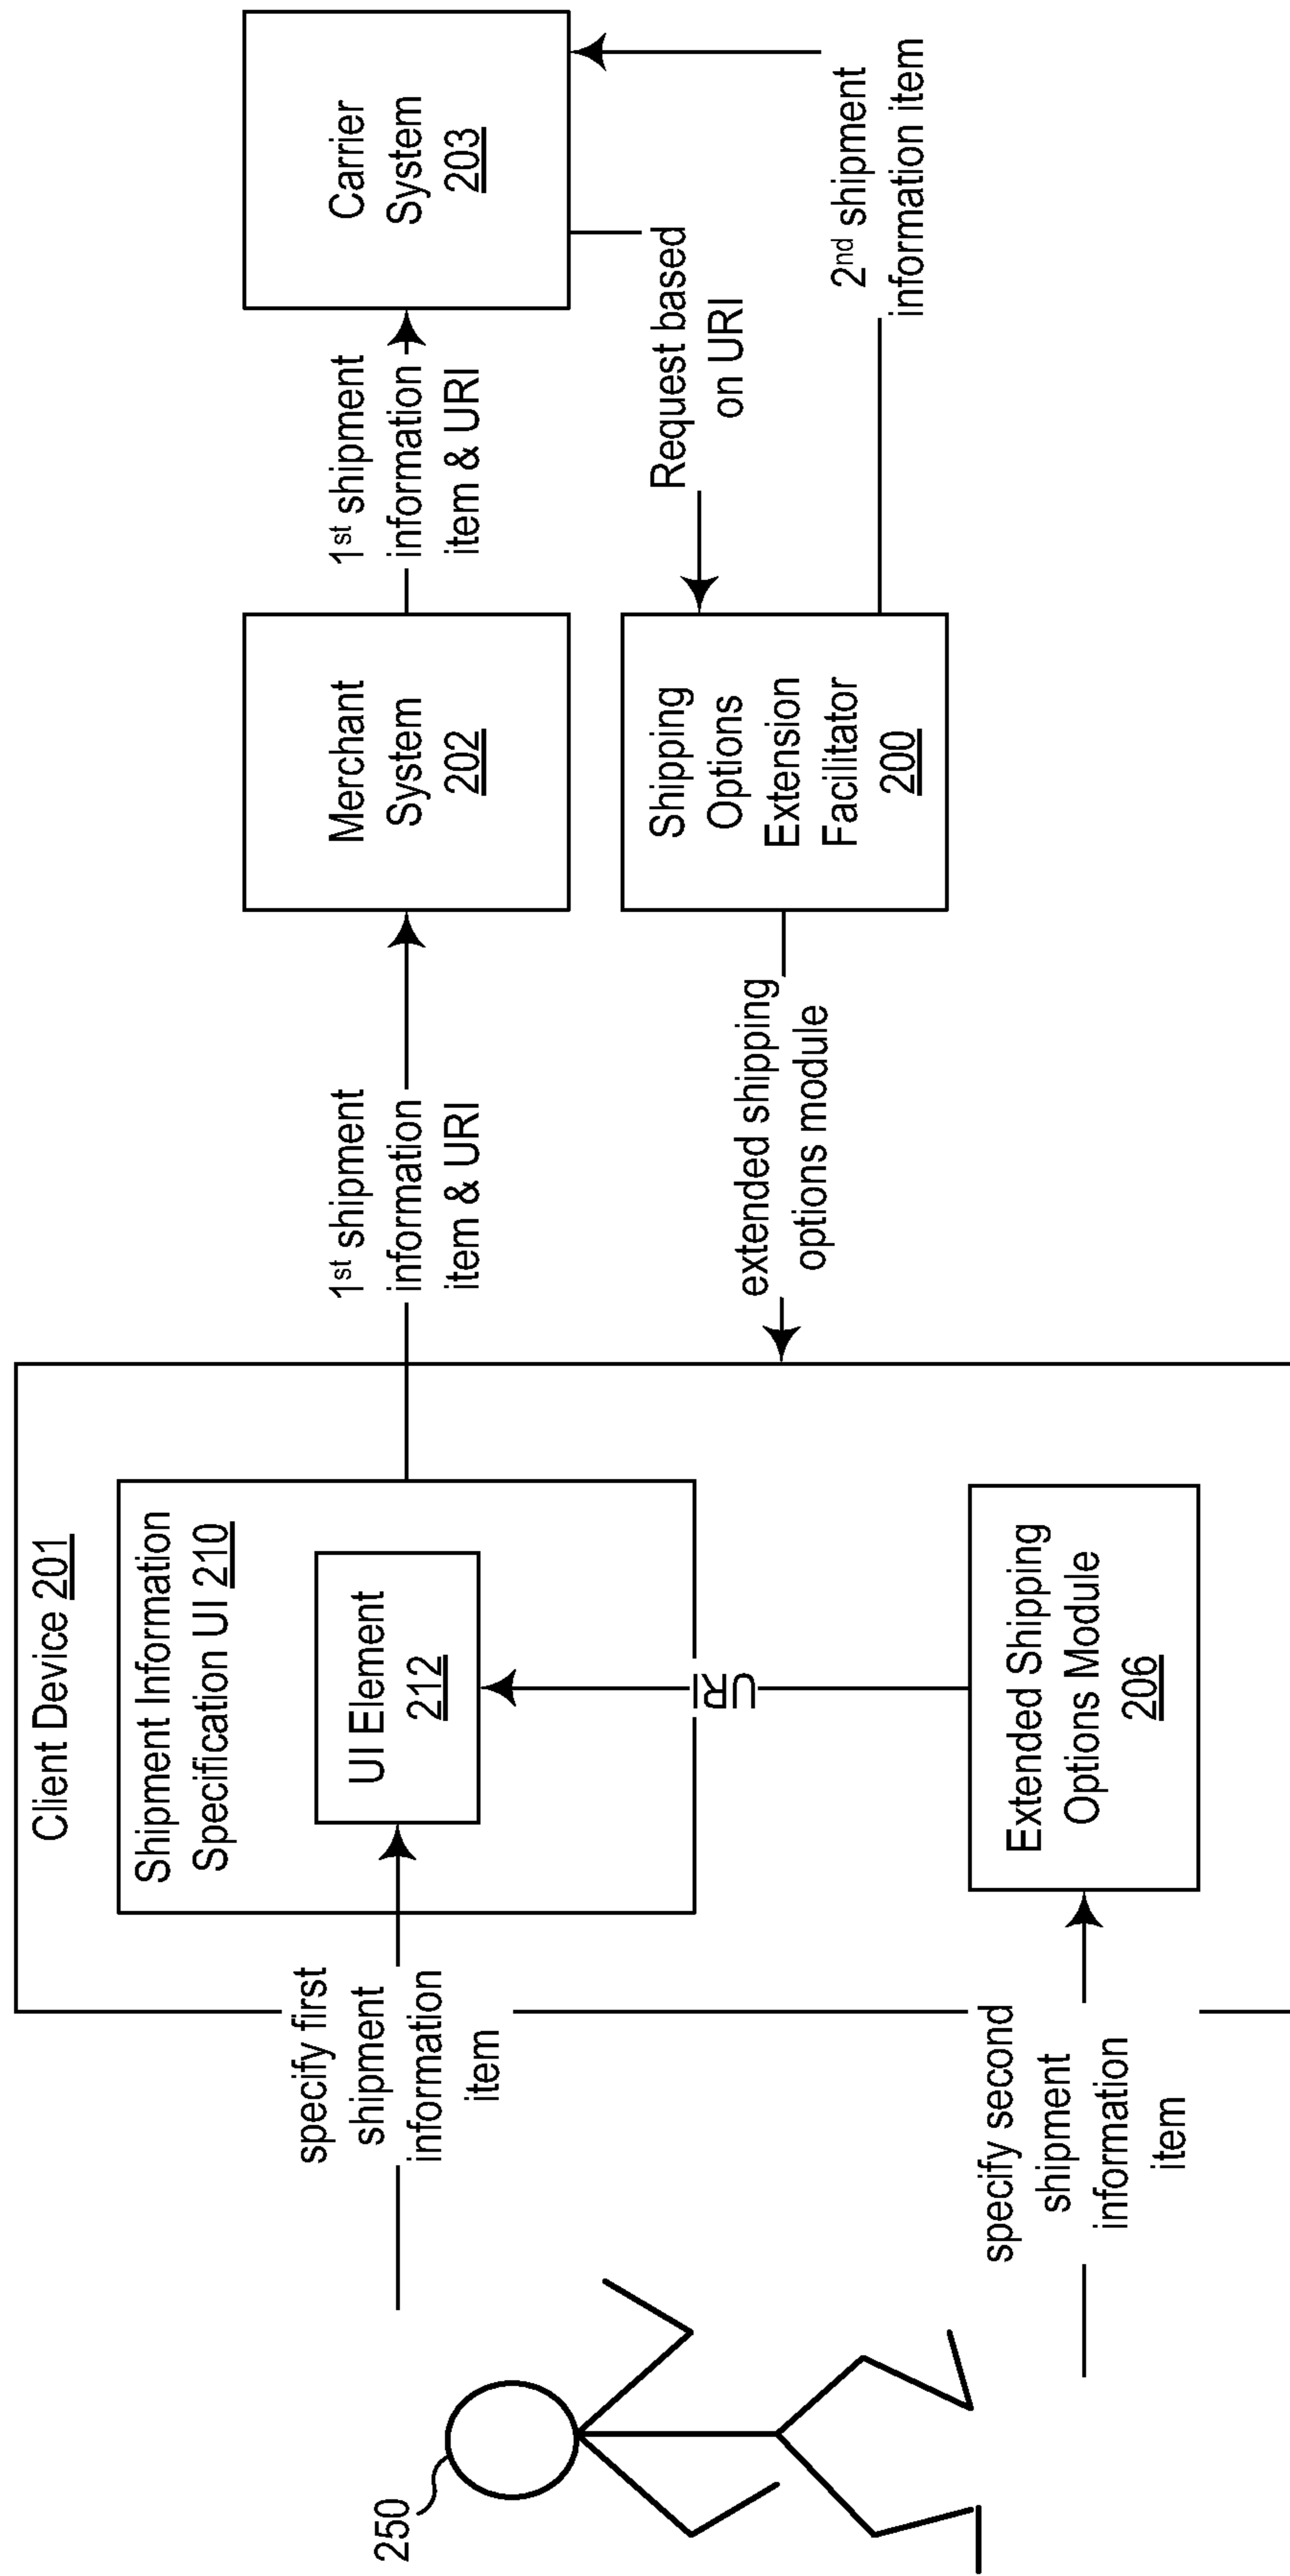 Client Device 201
Shipment Information
Specification UI 210
UI Element
212
URI
Extended Shipping
Options Module
206
250
specify first
shipment
information
item
specify second
shipment
information
item
1st shipment
information
item & URI
Merchant
System
202
1st shipment
information
item & URI
Carrier
System
203
extended shipping
options module
Shipping
Options
Extension
Facilitator
200
Request based
on URI
2nd shipment
information item